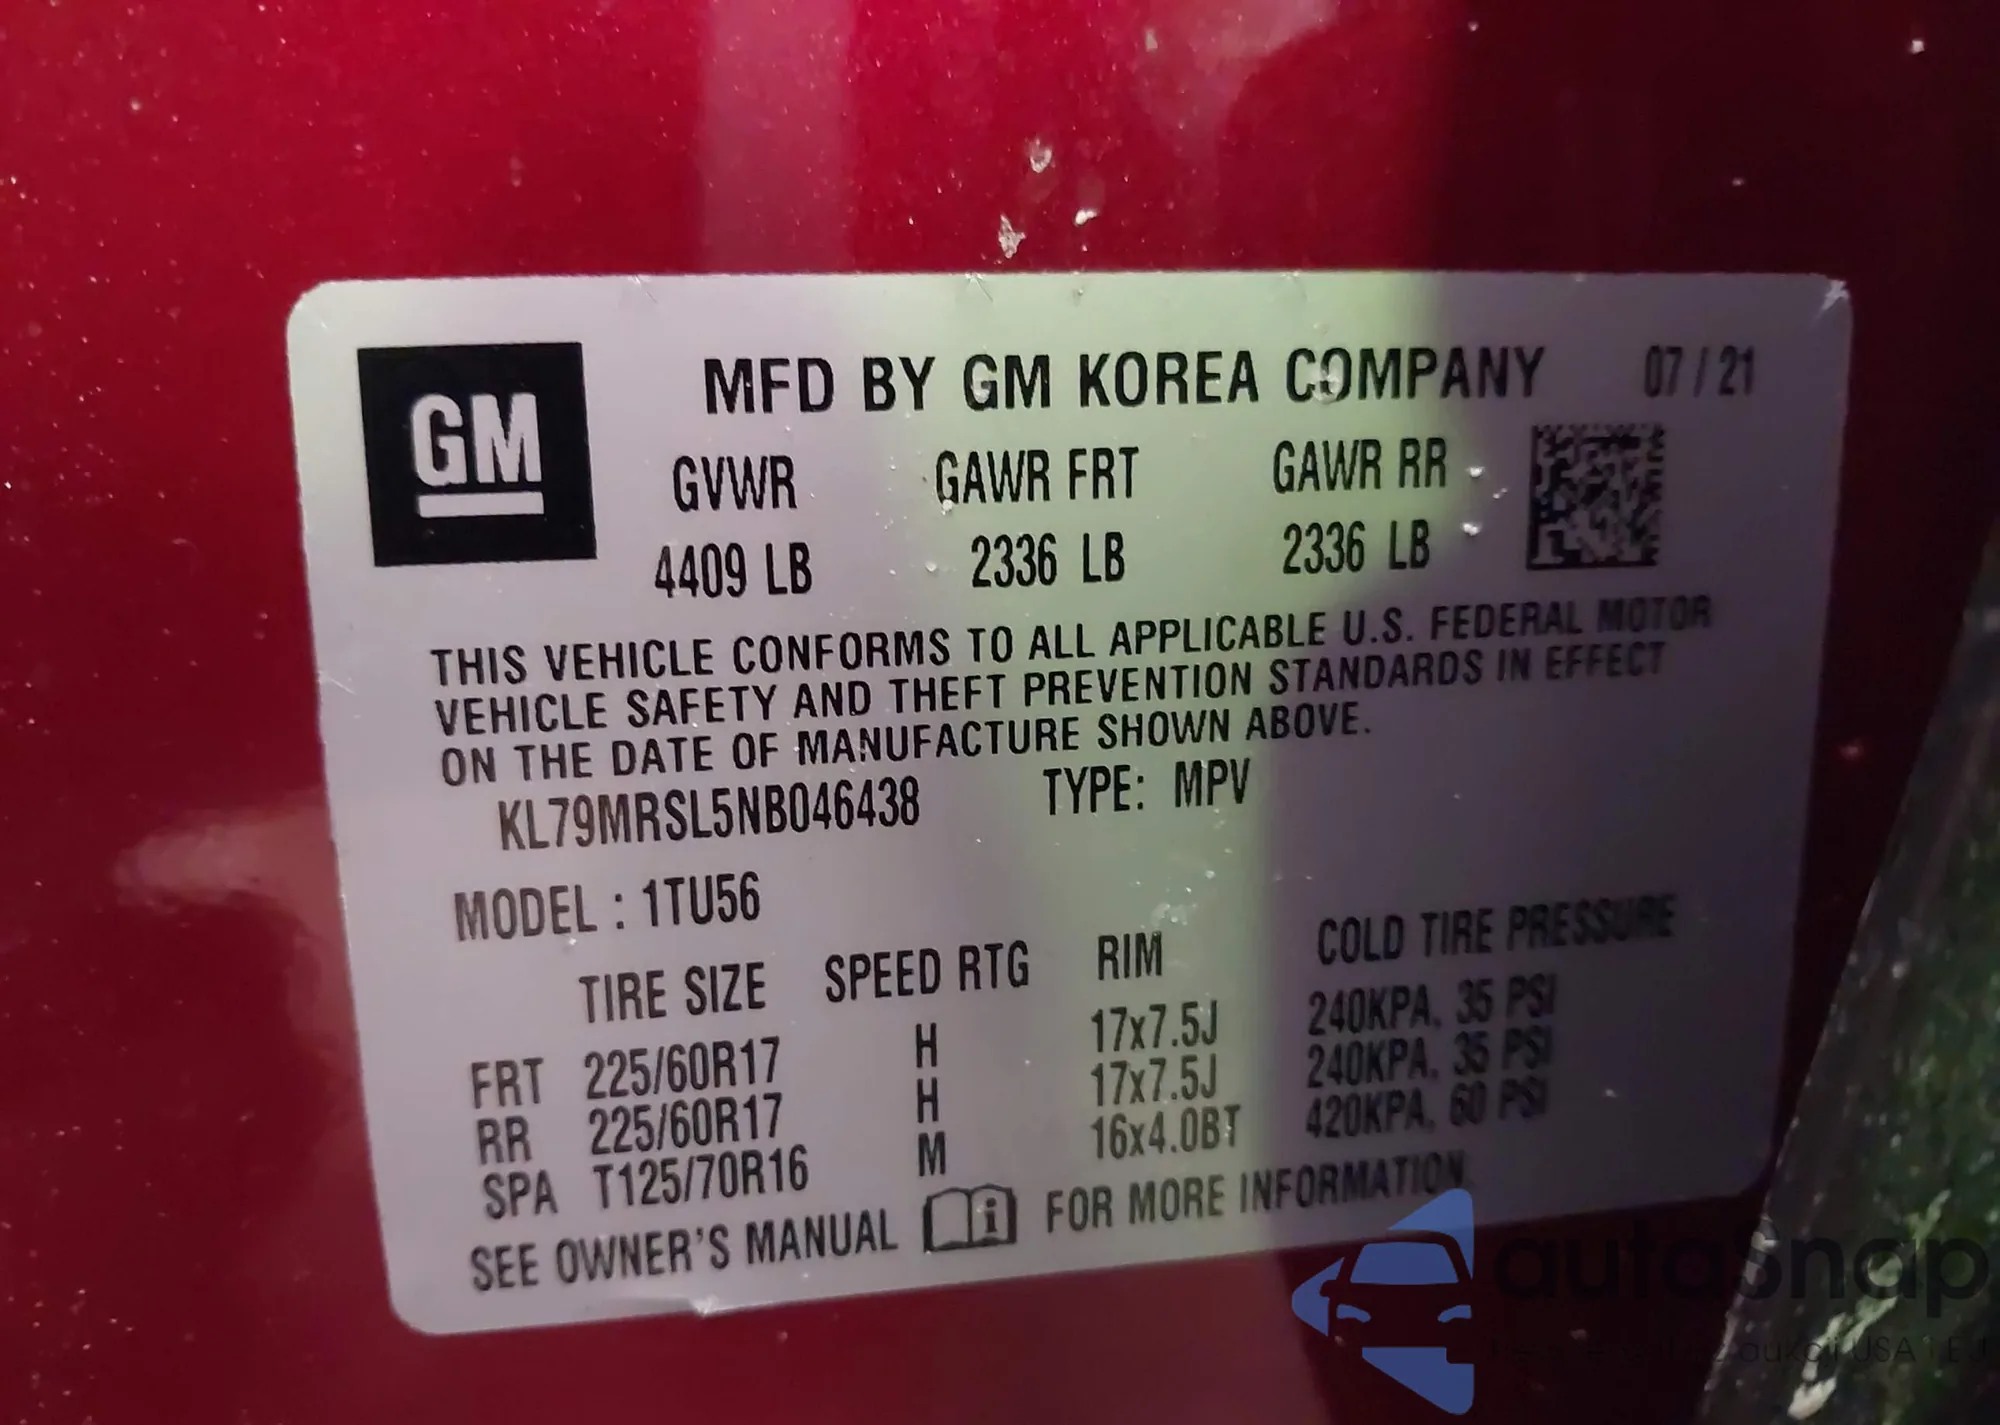 GM
MFD BY GM KOREA COMPANY 07/21
GVWR GAWR FRT GAWR RR
4409 LB 2336 LB 2336 LB
THIS VEHICLE CONFORMS TO ALL APPLICABLE U.S. FEDERAL MOTOR
VEHICLE SAFETY AND THEFT PREVENTION STANDARDS IN EFFECT
ON THE DATE OF MANUFACTURE SHOWN ABOVE.
KL79MRSL5NB046438 TYPE: MPV
MODEL : 1TU56
TIRE SIZE SPEED RTG RIM COLD TIRE PRESSURE
FRT 225/60R17 H 17x7.5J 240KPA, 35 PSI
RR 225/60R17 H 17x7.5J 240KPA, 35 PSI
SPA T125/70R16 M 16x4.0BT 420KPA, 60 PSI
SEE OWNER'S MANUAL i FOR MORE INFORMATION
autoSnap
aukcji USA i EU